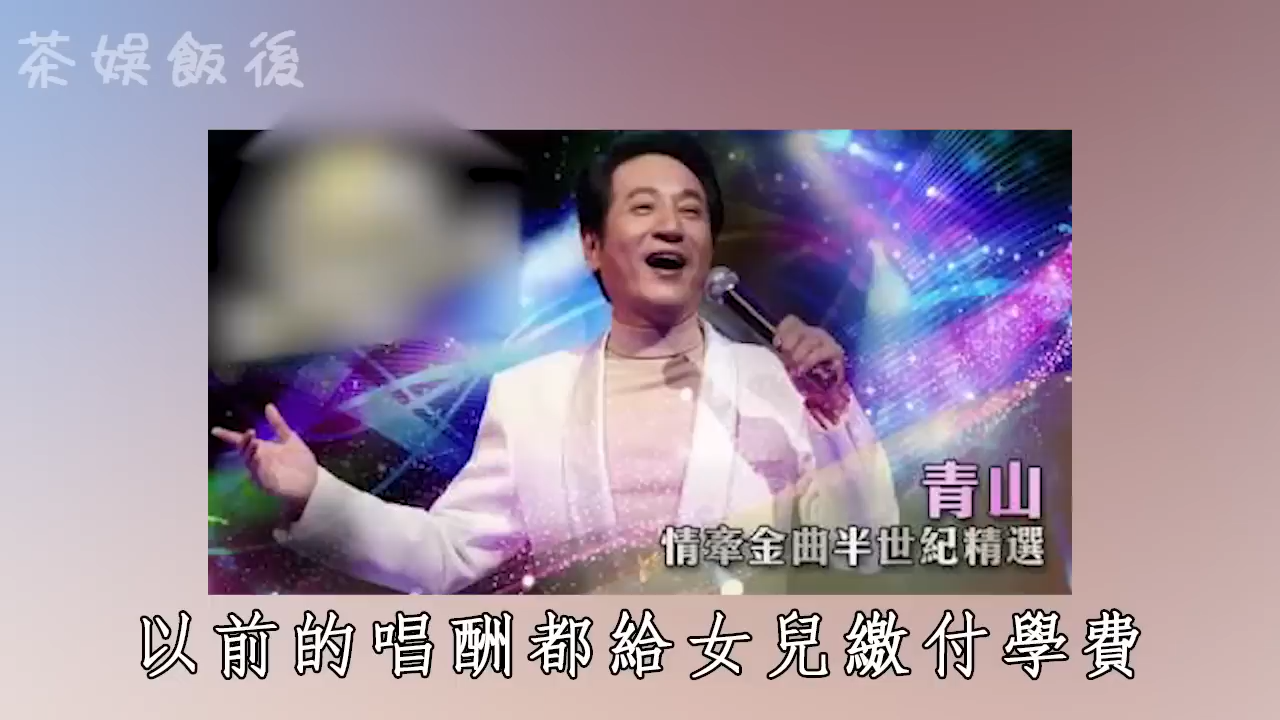 茶娛飯後
青山
情牽金曲半世紀精選
以前的唱酬都給女兒繳付學費